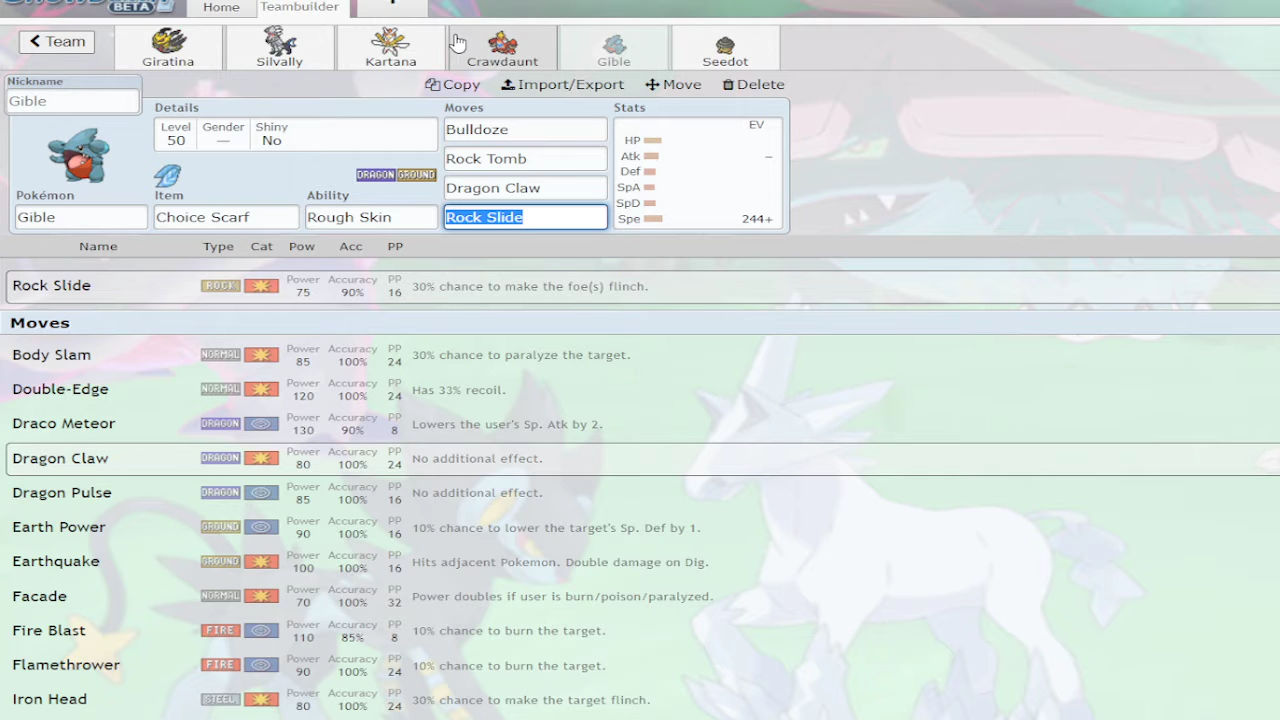 BETA
Home
Teambuilder
Team
Giratina
Silvally
Kartana
Crawdaunt
Gible
Seedot
Copy
Import/Export
Move
Delete
Nickname
Gible
Details
Level
50
Gender
—
Shiny
No
DRAGON GROUND
Pokémon
Gible
Item
Choice Scarf
Ability
Rough Skin
Moves
Bulldoze
Rock Tomb
Dragon Claw
Rock Slide
Stats
EV
HP
Atk –
Def
SpA
SpD
Spe 244+
Name Type Cat Pow Acc PP
Rock Slide ROCK Power 75 Accuracy 90% PP 16 30% chance to make the foe(s) flinch.
Moves
Body Slam NORMAL Power 85 Accuracy 100% PP 24 30% chance to paralyze the target.
Double-Edge NORMAL Power 120 Accuracy 100% PP 24 Has 33% recoil.
Draco Meteor DRAGON Power 130 Accuracy 90% PP 8 Lowers the user's Sp. Atk by 2.
Dragon Claw DRAGON Power 80 Accuracy 100% PP 24 No additional effect.
Dragon Pulse DRAGON Power 85 Accuracy 100% PP 16 No additional effect.
Earth Power GROUND Power 90 Accuracy 100% PP 16 10% chance to lower the target's Sp. Def by 1.
Earthquake GROUND Power 100 Accuracy 100% PP 16 Hits adjacent Pokemon. Double damage on Dig.
Facade NORMAL Power 70 Accuracy 100% PP 32 Power doubles if user is burn/poison/paralyzed.
Fire Blast FIRE Power 110 Accuracy 85% PP 8 10% chance to burn the target.
Flamethrower FIRE Power 90 Accuracy 100% PP 24 10% chance to burn the target.
Iron Head STEEL Power 80 Accuracy 100% PP 24 30% chance to make the target flinch.